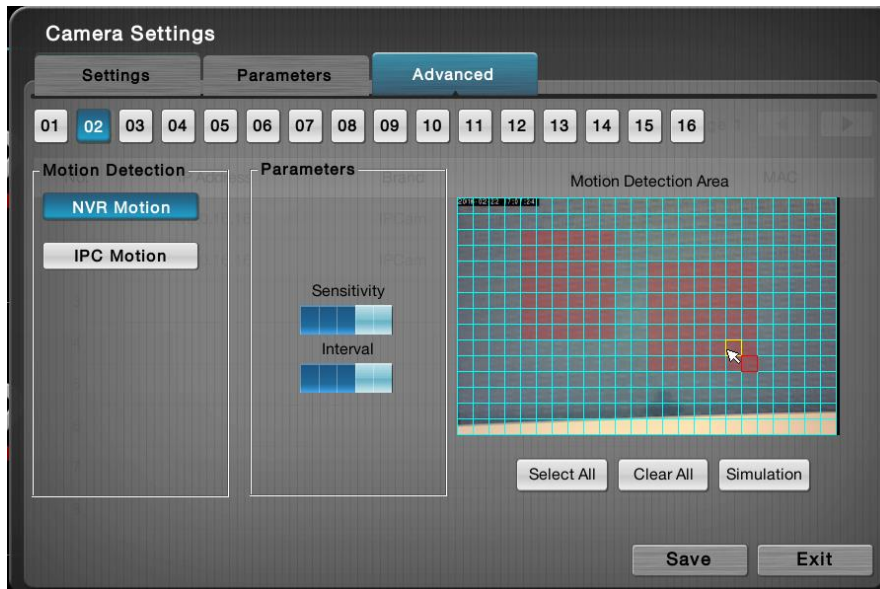 Camera Settings
Settings Parameters Advanced
01 02 03 04 05 06 07 08 09 10 11 12 13 14 15 16
Motion Detection
NVR Motion
IPC Motion
Parameters
Sensitivity
Interval
Motion Detection Area
MAC
Select All Clear All Simulation
Save Exit